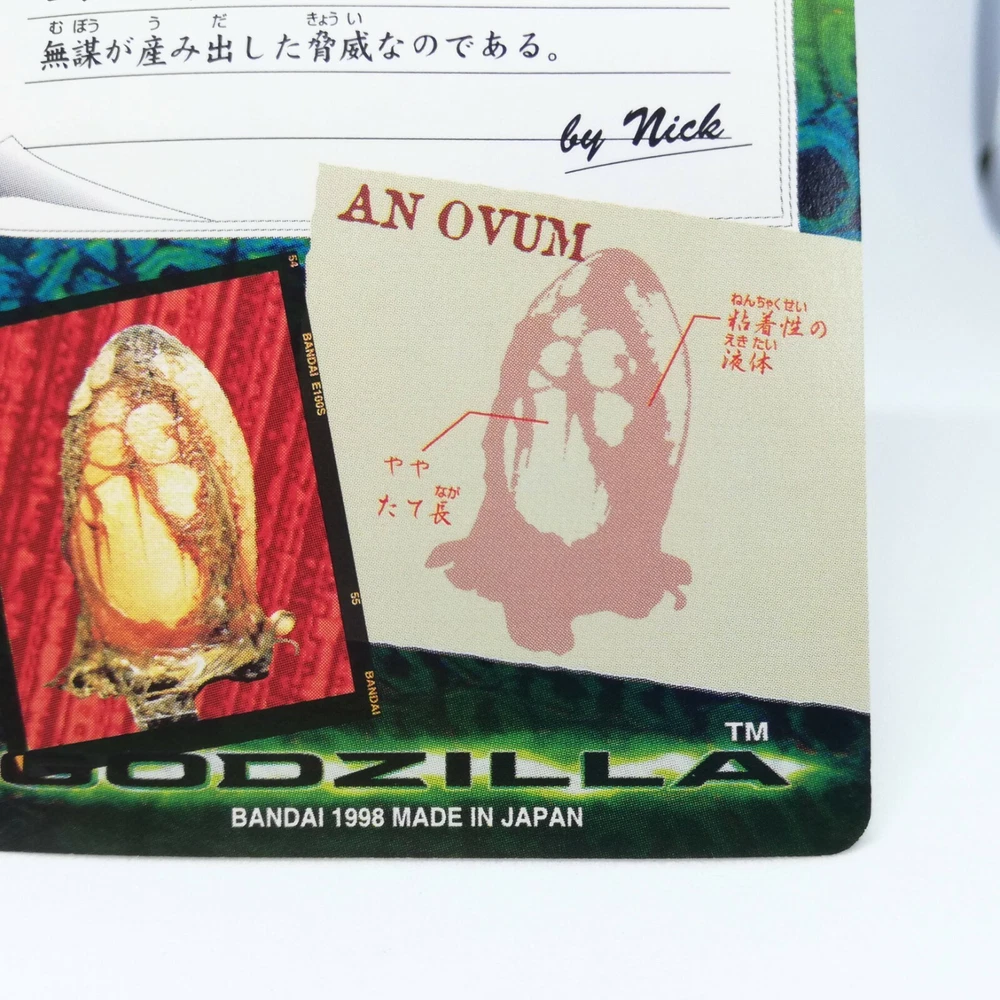 無謀が産み出した脅威なのである。
むぼう う だ きょうい
by Nick
AN OVUM
ねんちゃくせい
粘着性の
えきたい
液体
やや
なが
たて長
54
BANDAI E100S
55
BANDAI
GODZILLA
TM
BANDAI 1998 MADE IN JAPAN